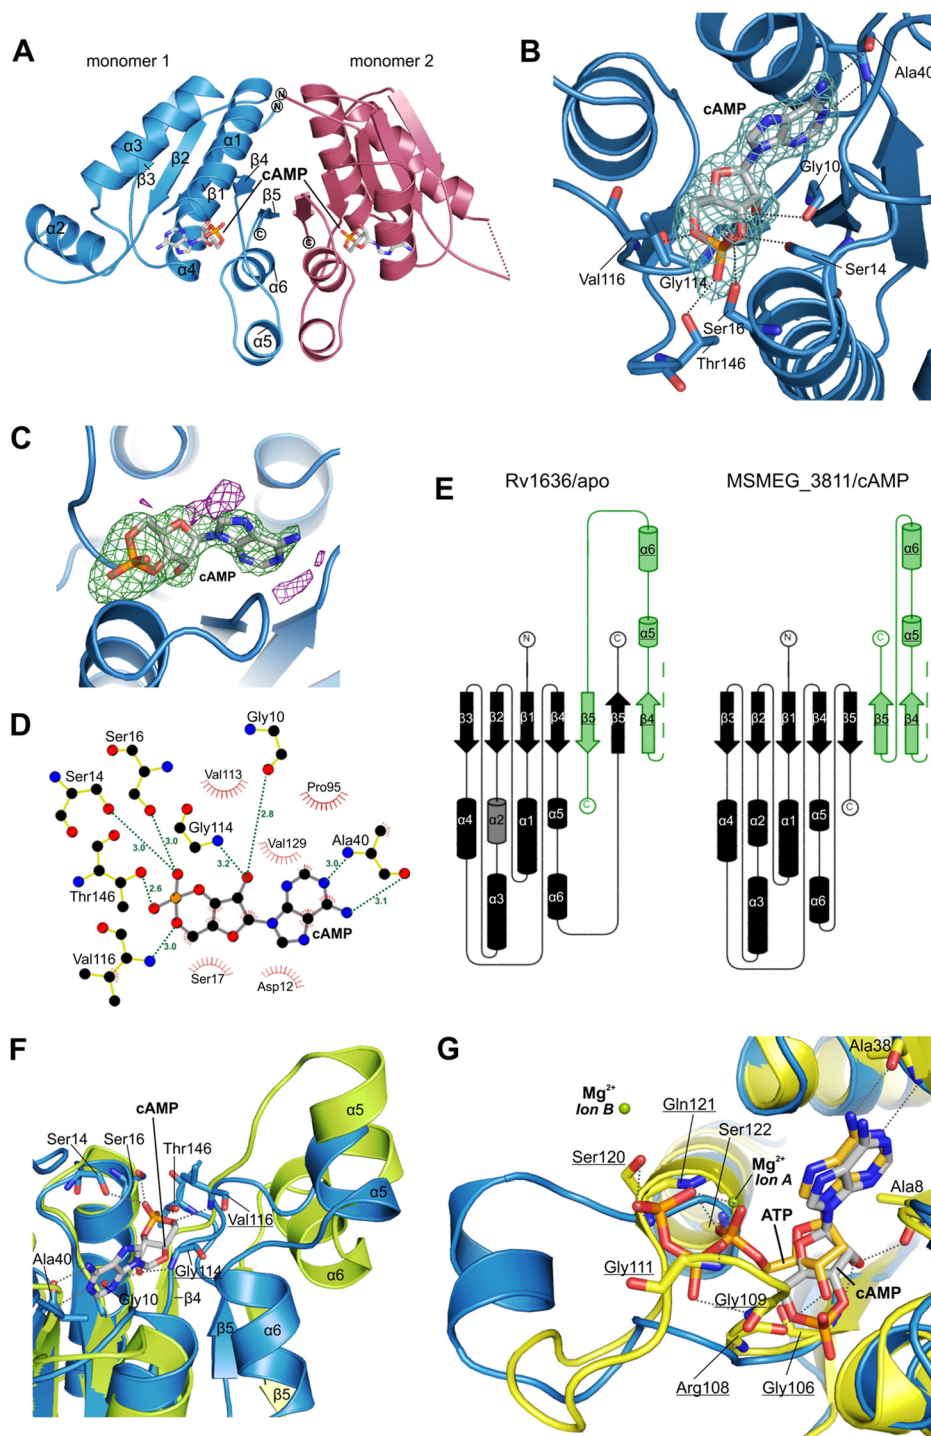 A
monomer 1
monomer 2
N
N
α3
α1
β2
β3
β4
cAMP
β1
β5
C
C
α2
α4
α6
α5
B
Ala40
cAMP
Gly10
Val116
Gly114
Ser14
Ser16
Thr146
C
cAMP
D
Gly10
Ser16
Val113
Ser14
Pro95
Gly114
2.8
Ala40
3.0
3.0
Val129
3.2
3.0
Thr146
2.6
3.1
cAMP
3.0
Val116
Ser17
Asp12
E
Rv1636/apo
MSMEG_3811/cAMP
α6
α6
α5
α5
N
C
N
C
β3
β2
β1
β4
β5
β5
β4
β3
β2
β1
β4
β5
β5
β4
C
C
α4
α2
α1
α5
α4
α2
α1
α5
α3
α6
α3
α6
F
cAMP
α5
Ser14
Ser16
Thr146
α5
Val116
Ala40
Gly114
α6
Gly10
β4
β5
α6
β5
G
Ala38
Mg2+
Ion B
Gln121
Ser122
Ser120
Mg2+
Ion A
Ala8
ATP
Gly111
cAMP
Gly109
Arg108
Gly106